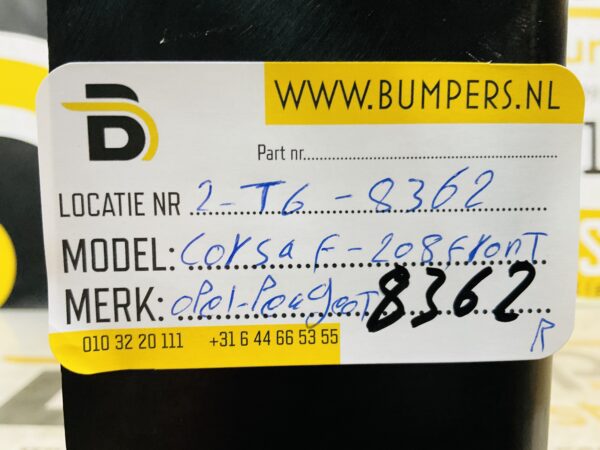 WWW.BUMPERS.NL
Part nr.
LOCATIE NR 2-T6-8362
MODEL: Corsa F-208 Front
MERK: opel-Peugeot 8362
010 32 20 111 +31 6 44 66 53 55
R